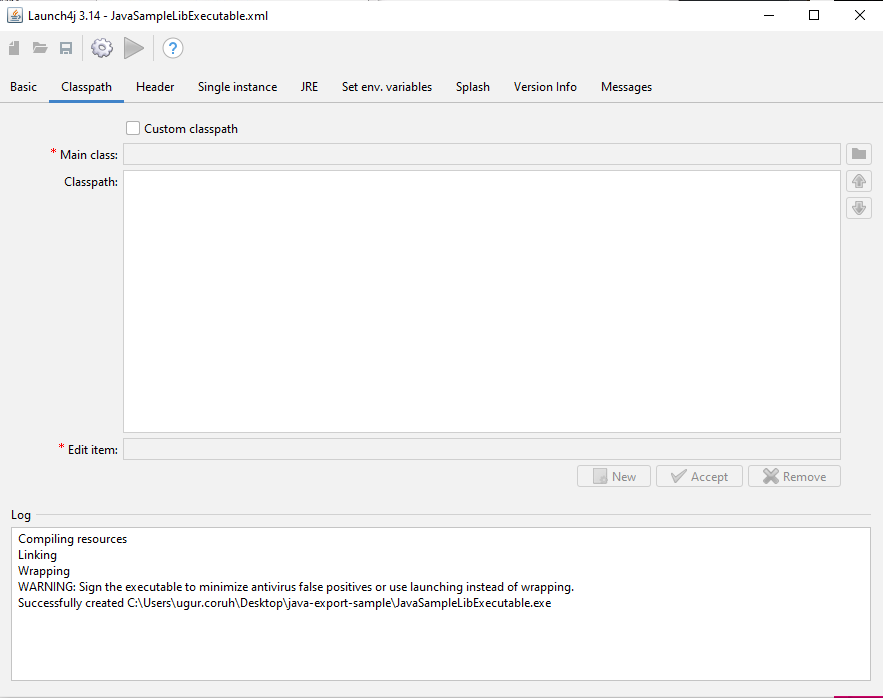 Launch4j 3.14 - JavaSampleLibExecutable.xml
?
Basic Classpath Header Single instance JRE Set env. variables Splash Version Info Messages
Custom classpath
* Main class:
Classpath:
* Edit item:
New Accept Remove
Log
Compiling resources
Linking
Wrapping
WARNING: Sign the executable to minimize antivirus false positives or use launching instead of wrapping.
Successfully created C:\Users\ugur.coruh\Desktop\java-export-sample\JavaSampleLibExecutable.exe